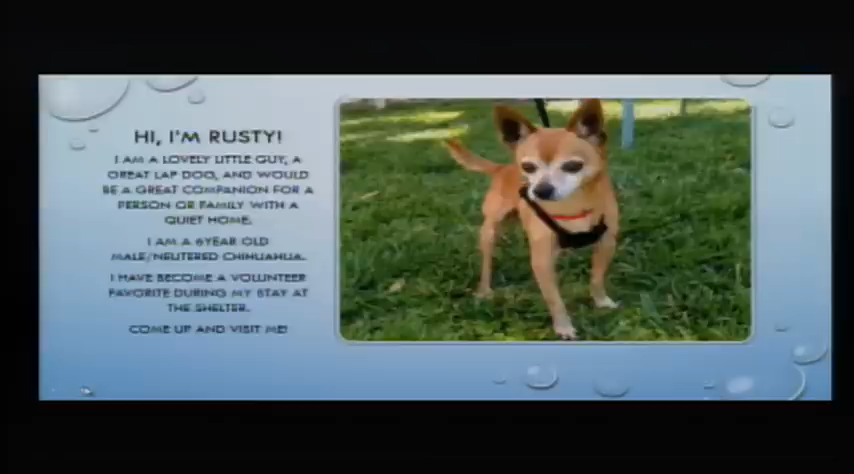 HI, I'M RUSTY!
I AM A LOVELY LITTLE GUY, A
GREAT LAP DOG, AND WOULD
BE A GREAT COMPANION FOR A
PERSON OR FAMILY WITH A
QUIET HOME.
I AM A 6YEAR OLD
MALE/NEUTERED CHIHUAHUA.
I HAVE BECOME A VOLUNTEER
FAVORITE DURING MY STAY AT
THE SHELTER.
COME UP AND VISIT ME!